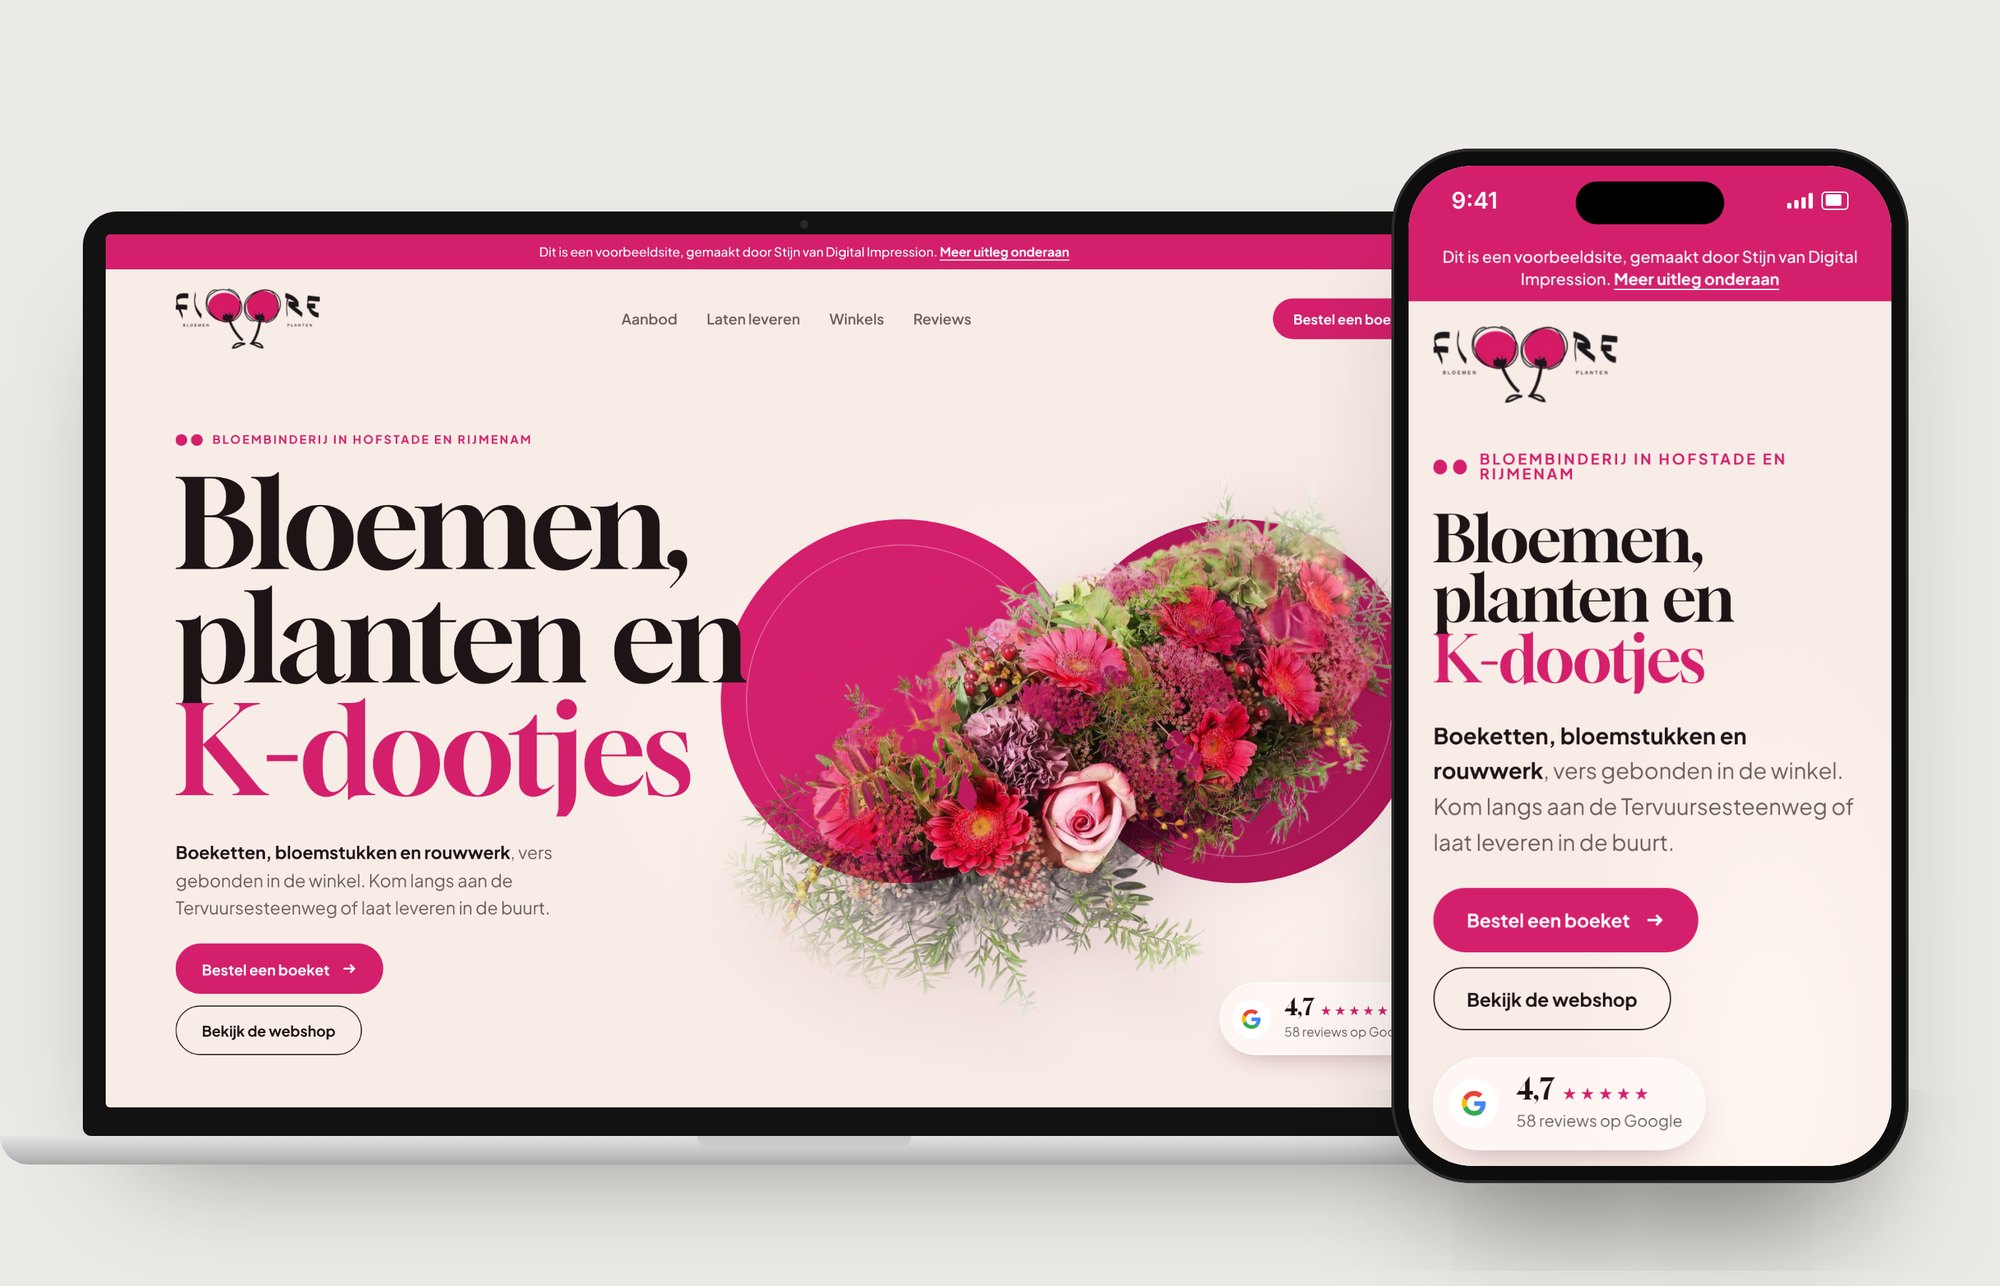 Dit is een voorbeeldsite, gemaakt door Stijn van Digital Impression. Meer uitleg onderaan
FLOORE
BLOEMEN PLANTEN
Aanbod Laten leveren Winkels Reviews
BLOEMBINDERIJ IN HOFSTADE EN RIJMENAM
Bloemen,
planten en
K-dootjes
Boeketten, bloemstukken en rouwwerk, vers
gebonden in de winkel. Kom langs aan de
Tervuursesteenweg of laat leveren in de buurt.
Bestel een boeket →
Bekijk de webshop
Bestel een boe
4,7 ★★★★★
58 reviews op Goo
9:41
Dit is een voorbeeldsite, gemaakt door Stijn van Digital
Impression. Meer uitleg onderaan
FLOORE
BLOEMEN PLANTEN
BLOEMBINDERIJ IN HOFSTADE EN
RIJMENAM
Bloemen,
planten en
K-dootjes
Boeketten, bloemstukken en
rouwwerk, vers gebonden in de winkel.
Kom langs aan de Tervuursesteenweg of
laat leveren in de buurt.
Bestel een boeket →
Bekijk de webshop
4,7 ★★★★★
58 reviews op Google